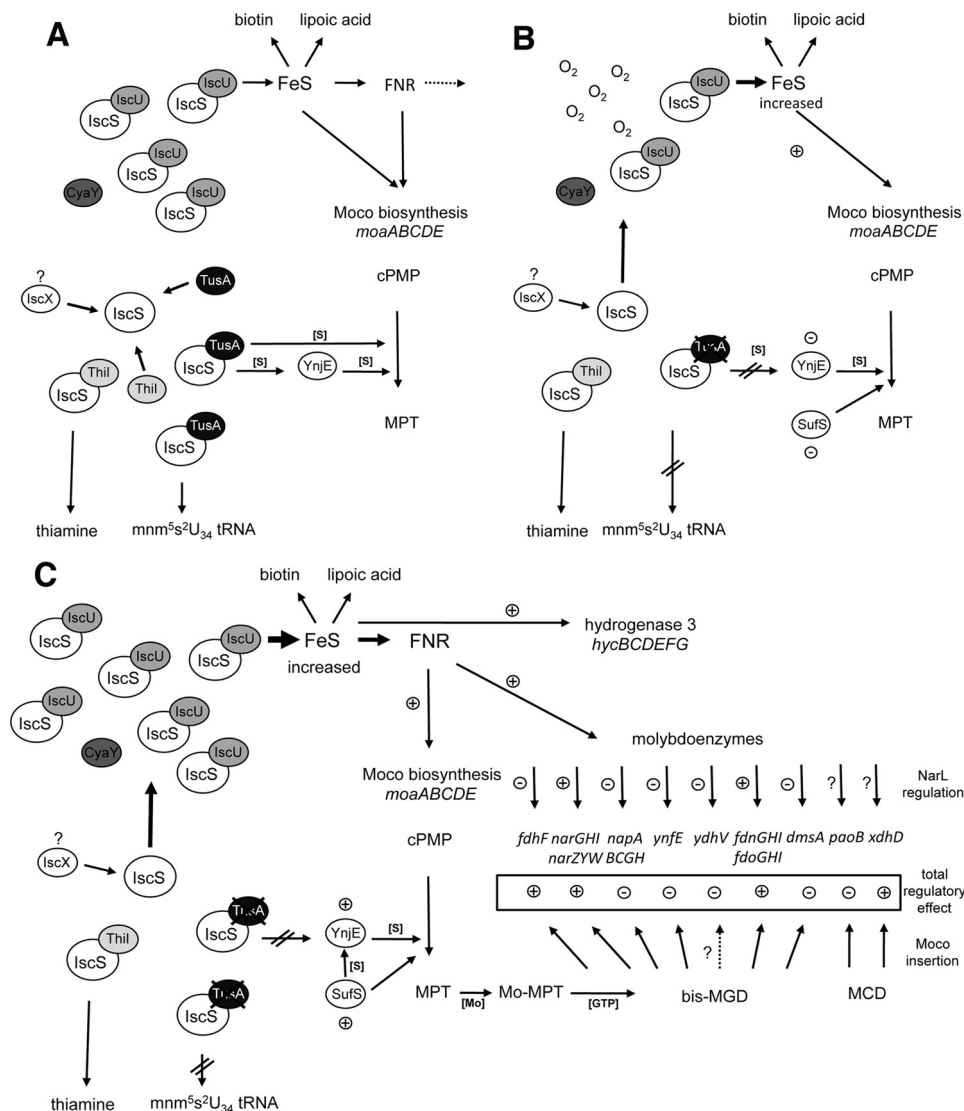 A
biotin
lipoic acid
IscU
IscS
IscU
IscS
FeS
FNR
IscU
IscS
CyaY
IscU
IscS
Moco biosynthesis
moaABCDE
?
IscX
IscS
TusA
cPMP
TusA
IscS
[S]
[S]
YnjE
[S]
ThiI
IscS
ThiI
MPT
TusA
IscS
thiamine
mnm⁵s²U₃₄ tRNA
B
biotin
lipoic acid
O₂
O₂
O₂
O₂
O₂
IscU
IscS
FeS
increased
IscU
IscS
⊕
CyaY
Moco biosynthesis
moaABCDE
?
IscX
IscS
cPMP
TusA
IscS
[S]
⊖
YnjE
[S]
ThiI
IscS
SufS
⊖
MPT
thiamine
mnm⁵s²U₃₄ tRNA
C
biotin
lipoic acid
IscU
IscS
IscU
IscS
IscU
IscS
FeS
increased
FNR
⊕
hydrogenase 3
hycBCDEFG
IscU
IscS
IscU
IscS
CyaY
IscU
IscS
⊕
⊕
molybdoenzymes
Moco biosynthesis
moaABCDE
⊖ ⊕ ⊖ ⊖ ⊖ ⊕ ⊖ ? ?
NarL
regulation
?
IscX
IscS
cPMP
fdhF narGHI napA ynfE ydhV fdnGHI dmsA paoB xdhD
narZYW BCGH fdoGHI
⊕ ⊕ ⊖ ⊖ ⊖ ⊕ ⊖ ⊖ ⊕
total
regulatory
effect
ThiI
IscS
TusA
IscS
⊕
YnjE
[S]
[S]
SufS
⊕
?
Moco
insertion
TusA
IscS
MPT
[Mo]
Mo-MPT
[GTP]
bis-MGD
MCD
thiamine
mnm⁵s²U₃₄ tRNA